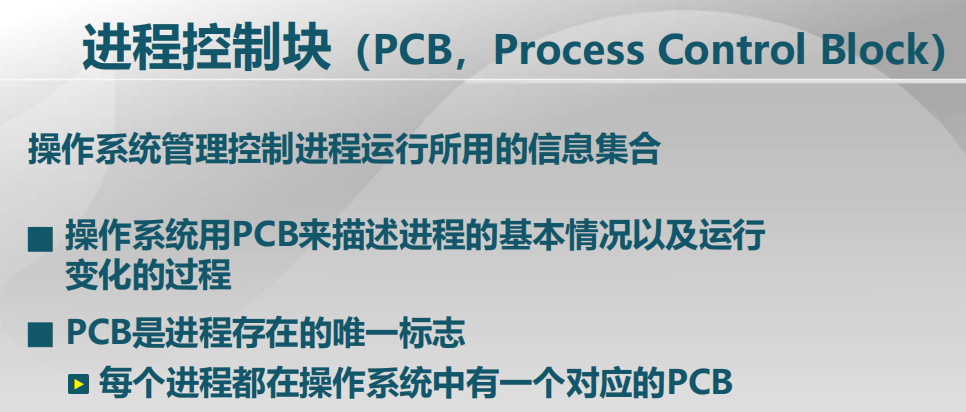 进程控制块（PCB，Process Control Block）
操作系统管理控制进程运行所用的信息集合
操作系统用PCB来描述进程的基本情况以及运行
变化的过程
PCB是进程存在的唯一标志
每个进程都在操作系统中有一个对应的PCB